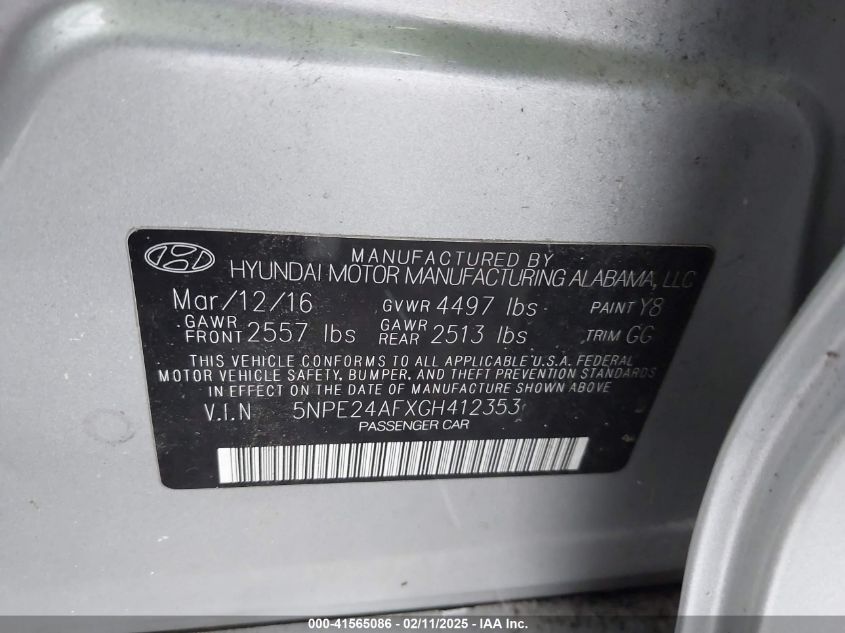 MANUFACTURED BY
HYUNDAI MOTOR MANUFACTURING ALABAMA, LLC
Mar/12/16 GVWR 4497 lbs PAINT Y8
GAWR FRONT 2557 lbs GAWR REAR 2513 lbs TRIM GG
THIS VEHICLE CONFORMS TO ALL APPLICABLE U.S.A. FEDERAL
MOTOR VEHICLE SAFETY, BUMPER, AND THEFT PREVENTION STANDARDS
IN EFFECT ON THE DATE OF MANUFACTURE SHOWN ABOVE
V.I.N 5NPE24AFXGH412353
PASSENGER CAR
000-41565086 - 02/11/2025 - IAA Inc.